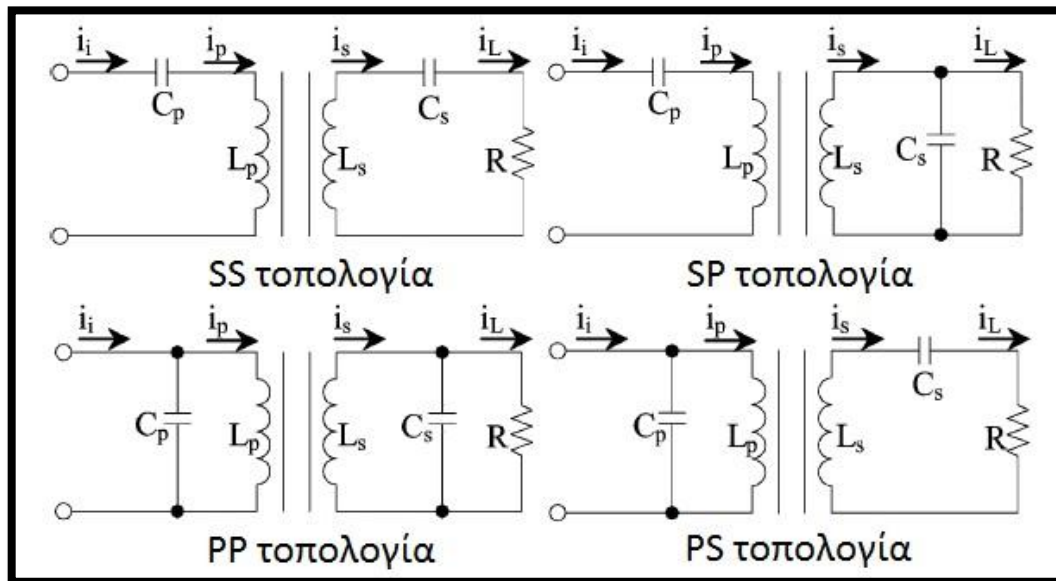 i_i i_p i_s i_L i_i i_p i_s i_L
C_p C_s C_p
L_p L_s R L_p L_s C_s R
SS τοπολογία SP τοπολογία
i_i i_p i_s i_L i_i i_p i_s i_L
C_s
C_p L_p L_s C_s R C_p L_p L_s R
PP τοπολογία PS τοπολογία